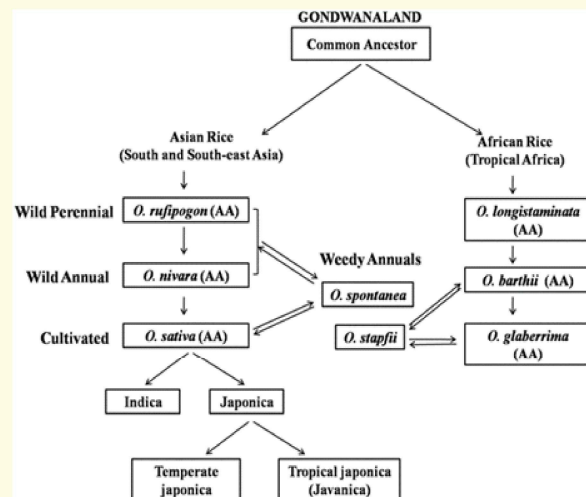 GONDWANALAND
Common Ancestor
Asian Rice
(South and South-east Asia)
African Rice
(Tropical Africa)
Wild Perennial
O. rufipogon (AA)
O. longistaminata
(AA)
Weedy Annuals
Wild Annual
O. nivara (AA)
O. barthii (AA)
O. spontanea
Cultivated
O. sativa (AA)
O. stapfii
O. glaberrima
(AA)
Indica
Japonica
Temperate
japonica
Tropical japonica
(Javanica)